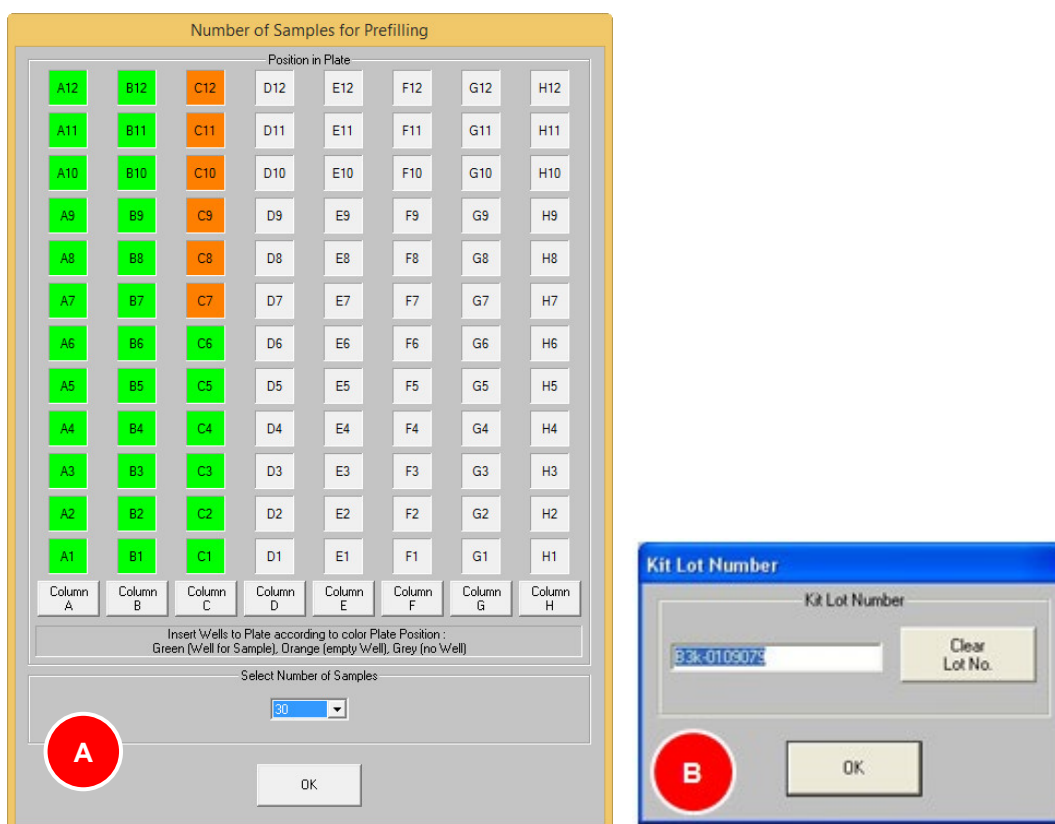 Number of Samples for Prefilling
Position in Plate
A12 B12 C12 D12 E12 F12 G12 H12
A11 B11 C11 D11 E11 F11 G11 H11
A10 B10 C10 D10 E10 F10 G10 H10
A9 B9 C9 D9 E9 F9 G9 H9
A8 B8 C8 D8 E8 F8 G8 H8
A7 B7 C7 D7 E7 F7 G7 H7
A6 B6 C6 D6 E6 F6 G6 H6
A5 B5 C5 D5 E5 F5 G5 H5
A4 B4 C4 D4 E4 F4 G4 H4
A3 B3 C3 D3 E3 F3 G3 H3
A2 B2 C2 D2 E2 F2 G2 H2
A1 B1 C1 D1 E1 F1 G1 H1
Column Column Column Column Column Column Column Column
A B C D E F G H
Insert Wells to Plate according to color Plate Position :
Green (Well for Sample), Orange (empty Well), Grey (no Well)
Select Number of Samples
30
A
OK
Kit Lot Number
Kit Lot Number
B3k-0109079
Clear
Lot No.
B
OK